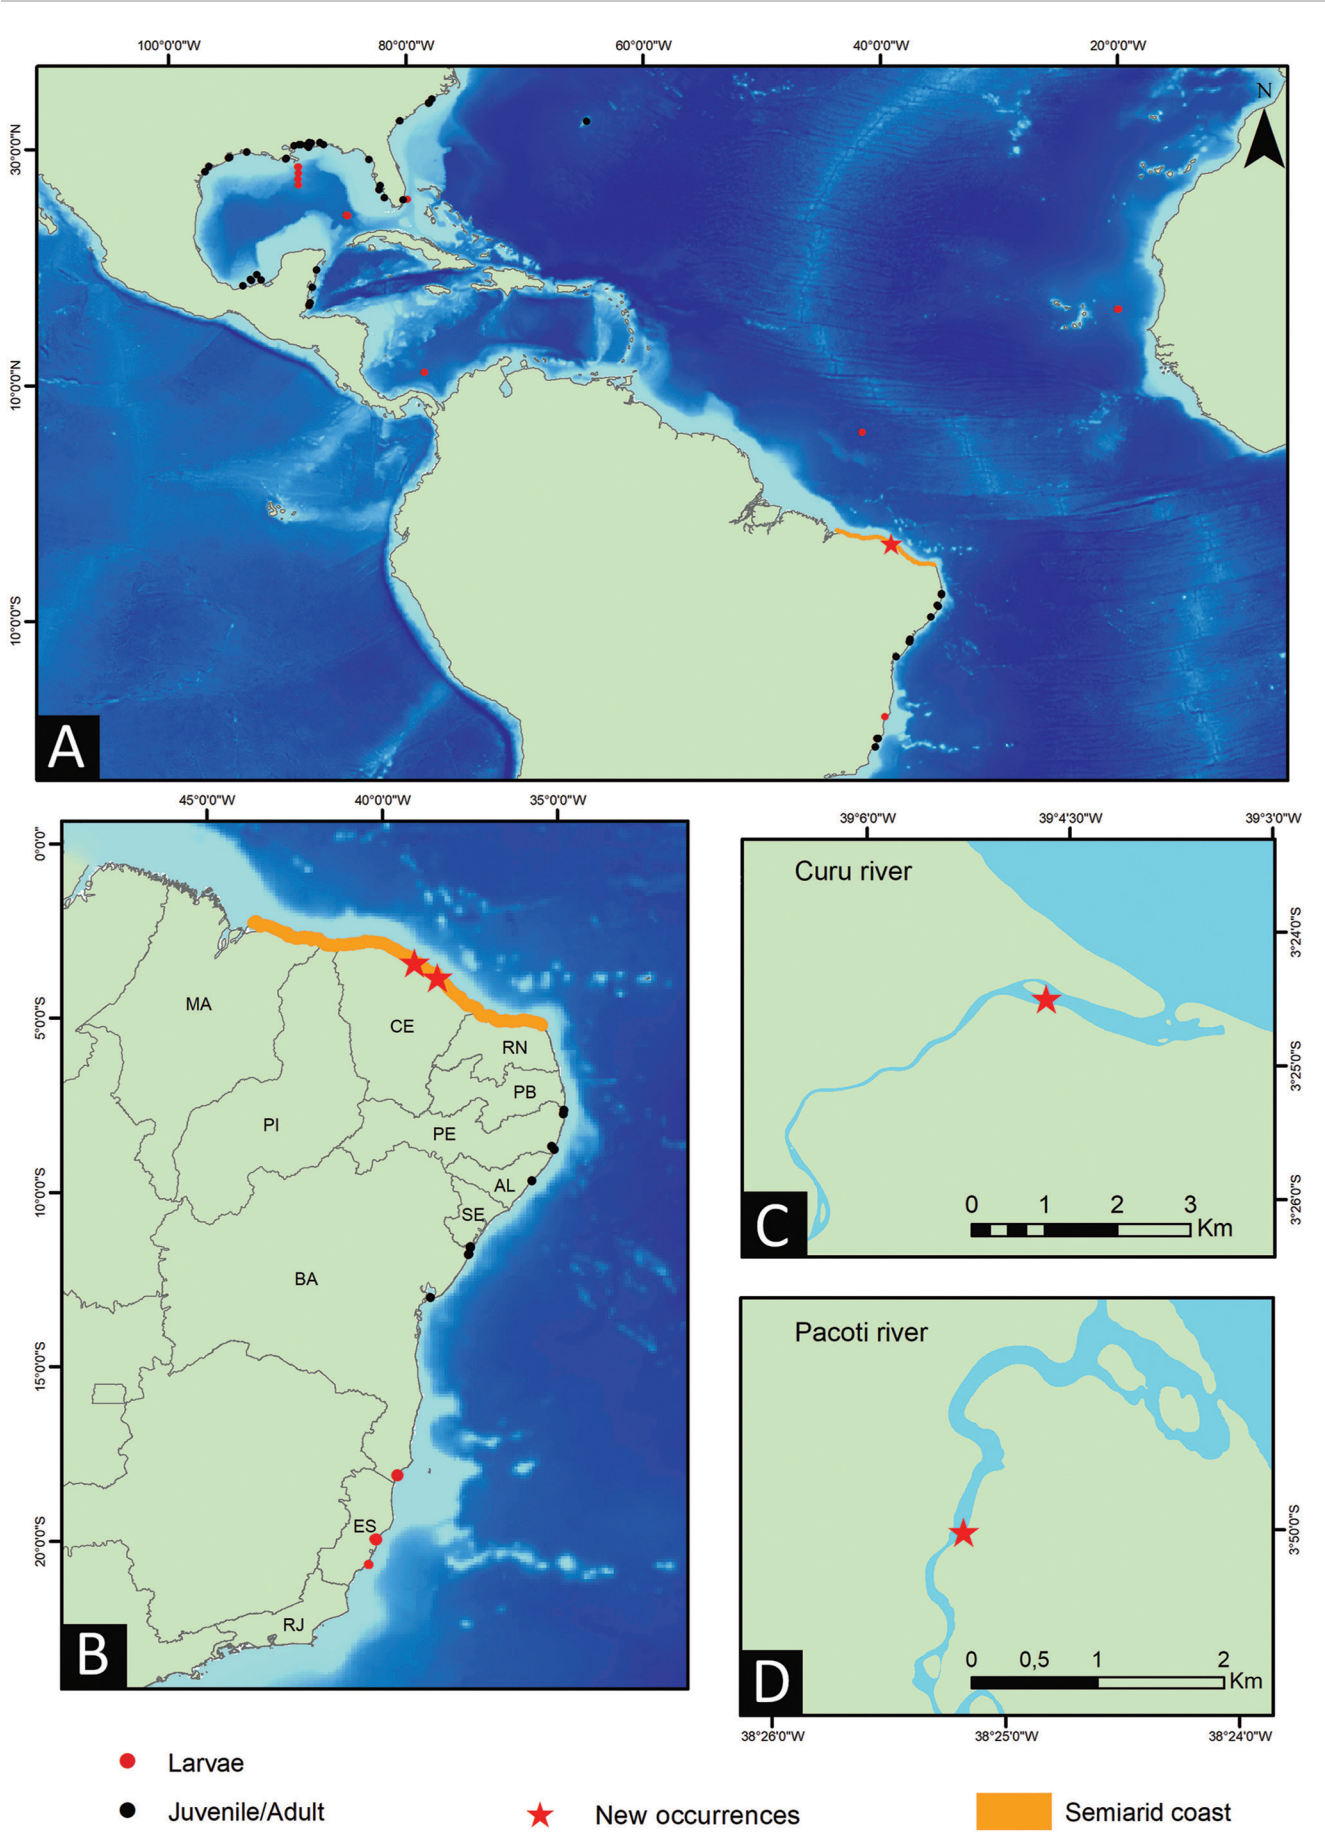 100°0'0"W 80°0'0"W 60°0'0"W 40°0'0"W 20°0'0"W
N
30°0'0"N
10°0'0"N
10°0'0"S
A
45°0'0"W 40°0'0"W 35°0'0"W
0°0'0"
5°0'0"S
10°0'0"S
15°0'0"S
20°0'0"S
MA
CE
RN
PB
PI
PE
AL
SE
BA
ES
RJ
B
39°6'0"W 39°4'30"W 39°3'0"W
Curu river
3°24'0"S
3°25'0"S
3°26'0"S
0 1 2 3
Km
C
Pacoti river
3°50'0"S
0 0,5 1 2
Km
D
38°26'0"W 38°25'0"W 38°24'0"W
Larvae
Juvenile/Adult
New occurrences
Semiarid coast